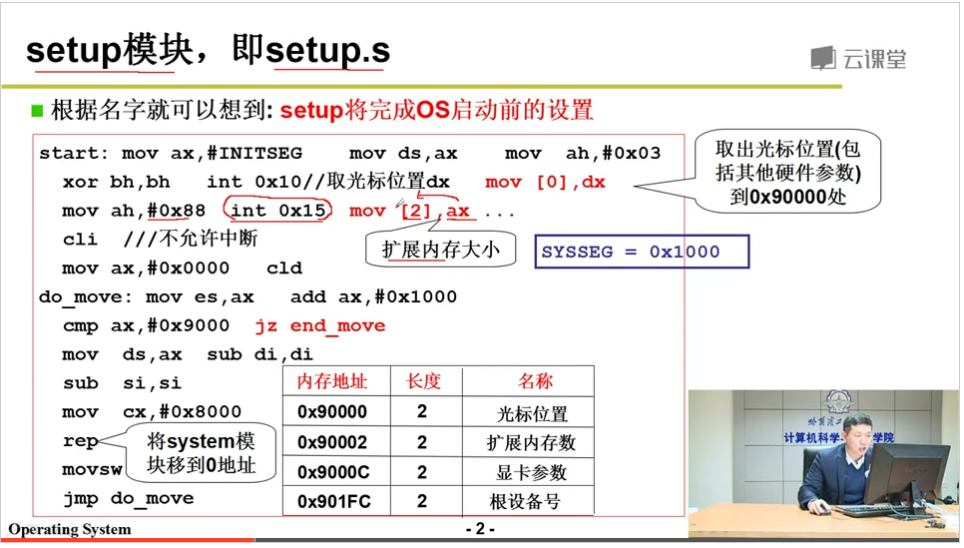 setup模块，即setup.s
云课堂
根据名字就可以想到: setup将完成OS启动前的设置
start: mov ax,#INITSEG mov ds,ax mov ah,#0x03
xor bh,bh int 0x10//取光标位置dx mov [0],dx
mov ah,#0x88 int 0x15 mov [2],ax ...
cli ///不允许中断
mov ax,#0x0000 cld
do_move: mov es,ax add ax,#0x1000
cmp ax,#0x9000 jz end_move
mov ds,ax sub di,di
sub si,si
mov cx,#0x8000
rep
movsw
jmp do_move
取出光标位置(包
括其他硬件参数)
到0x90000处
扩展内存大小
SYSSEG = 0x1000
将system模
块移到0地址
内存地址 长度 名称
0x90000 2 光标位置
0x90002 2 扩展内存数
0x9000C 2 显卡参数
0x901FC 2 根设备号
Operating System
- 2 -